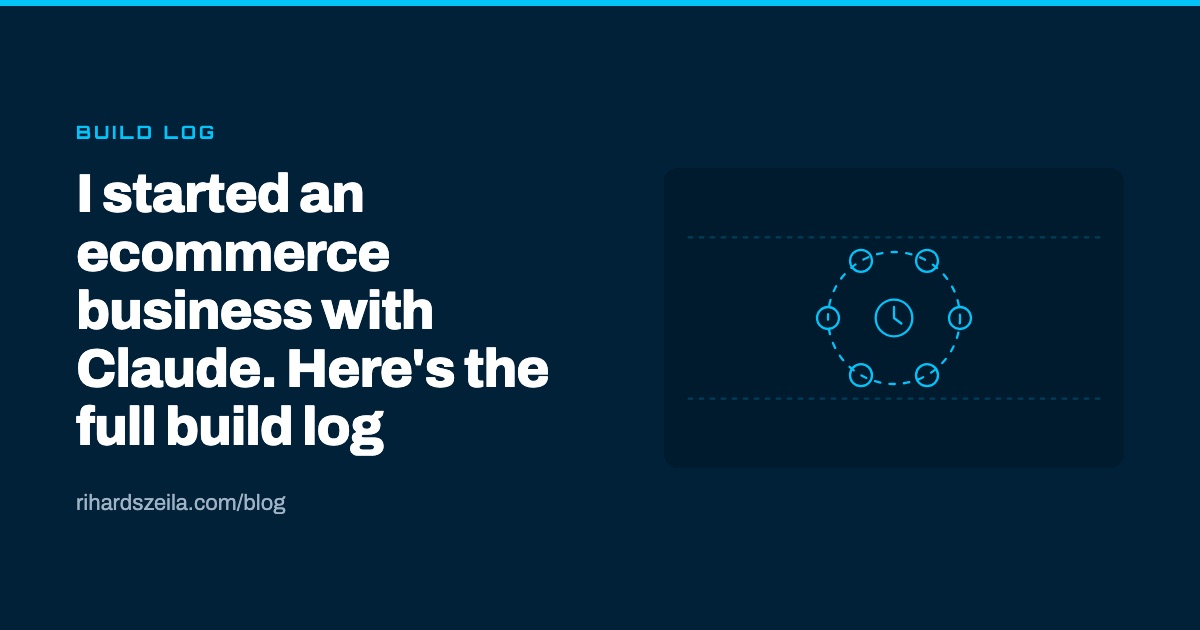 BUILD LOG
I started an
ecommerce
business with
Claude. Here's the
full build log
rihardszeila.com/blog